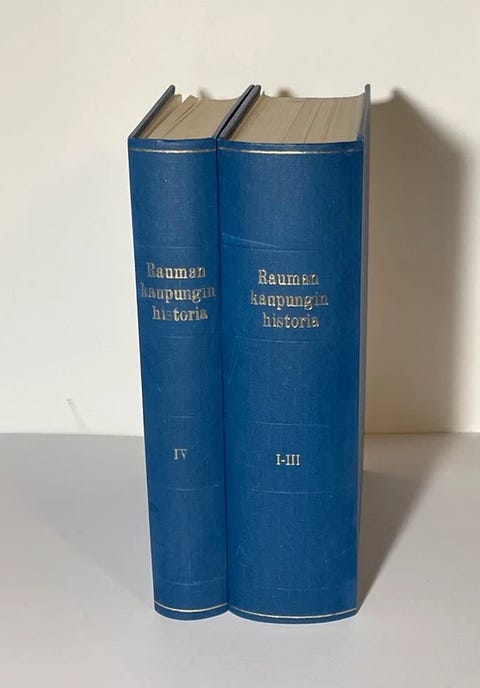 Rauman
kaupungin
historia
IV
Rauman
kaupungin
historia
I-III